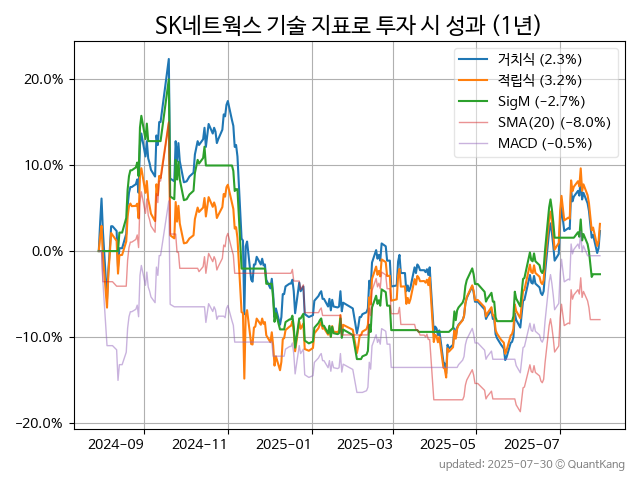 SK네트웍스 기술 지표로 투자 시 성과 (1년)
거치식 (2.3%)
적립식 (3.2%)
SigM (−2.7%)
SMA(20) (−8.0%)
MACD (−0.5%)
20.0%
10.0%
0.0%
−10.0%
−20.0%
2024−09
2024−11
2025−01
2025−03
2025−05
2025−07
updated: 2025-07-30 © QuantKang